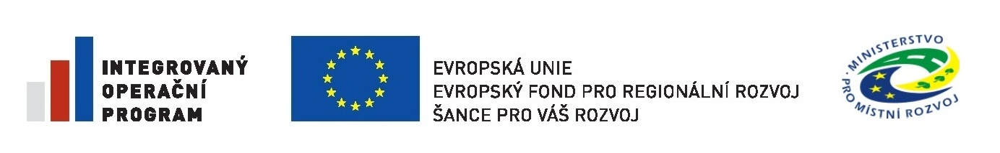 INTEGROVANÝ
OPERAČNÍ
PROGRAM
EVROPSKÁ UNIE
EVROPSKÝ FOND PRO REGIONÁLNÍ ROZVOJ
ŠANCE PRO VÁŠ ROZVOJ
· MINISTERSTVO
PRO MÍSTNÍ ROZVOJ